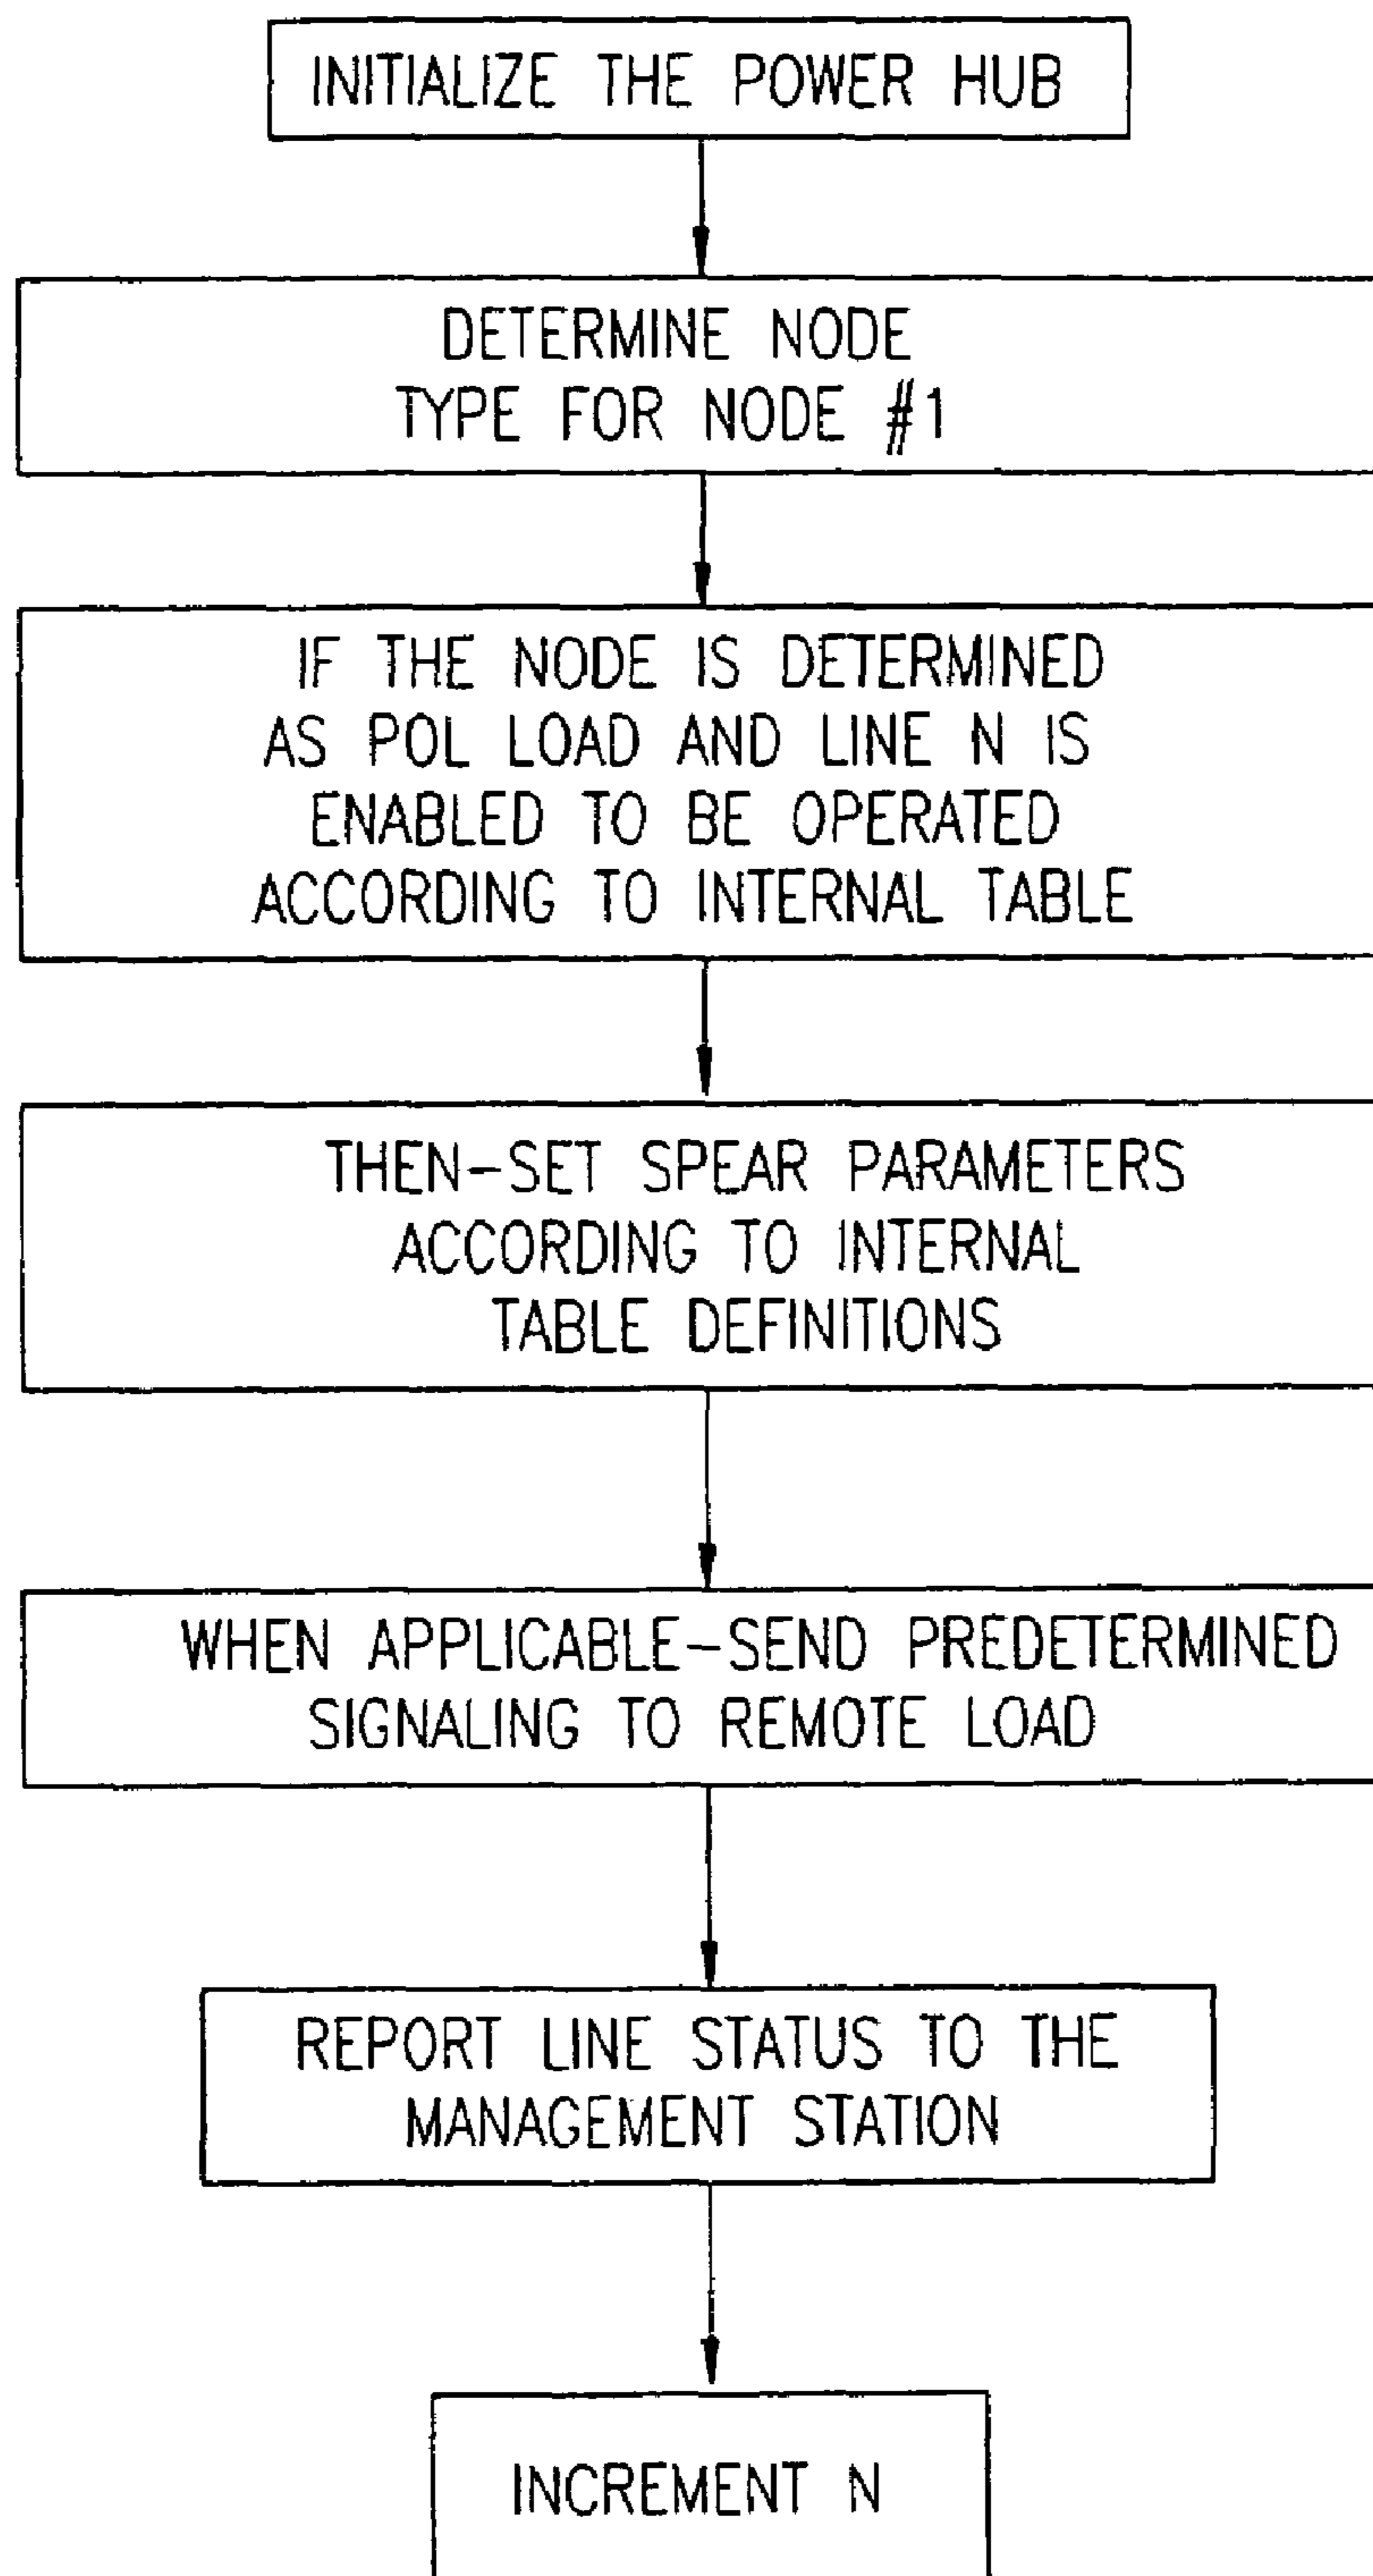 INITIALIZE THE POWER HUB
DETERMINE NODE
TYPE FOR NODE #1
IF THE NODE IS DETERMINED
AS POL LOAD AND LINE N IS
ENABLED TO BE OPERATED
ACCORDING TO INTERNAL TABLE
THEN-SET SPEAR PARAMETERS
ACCORDING TO INTERNAL
TABLE DEFINITIONS
WHEN APPLICABLE-SEND PREDETERMINED
SIGNALING TO REMOTE LOAD
REPORT LINE STATUS TO THE
MANAGEMENT STATION
INCREMENT N